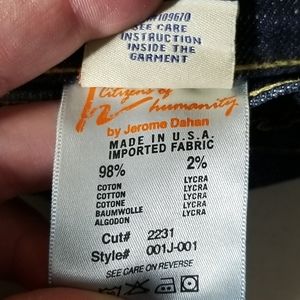 109670
SEE CARE
INSTRUCTION
INSIDE THE
GARMENT
Citizens of
humanity
by Jerome Dahan
MADE IN U.S.A.
IMPORTED FABRIC
98% 2%
COTON LYCRA
COTTON LYCRA
COTONE LYCRA
BAUMWOLLE LYCRA
ALGODON LYCRA
Cut# 2231
Style# 001J-001
SEE CARE ON REVERSE